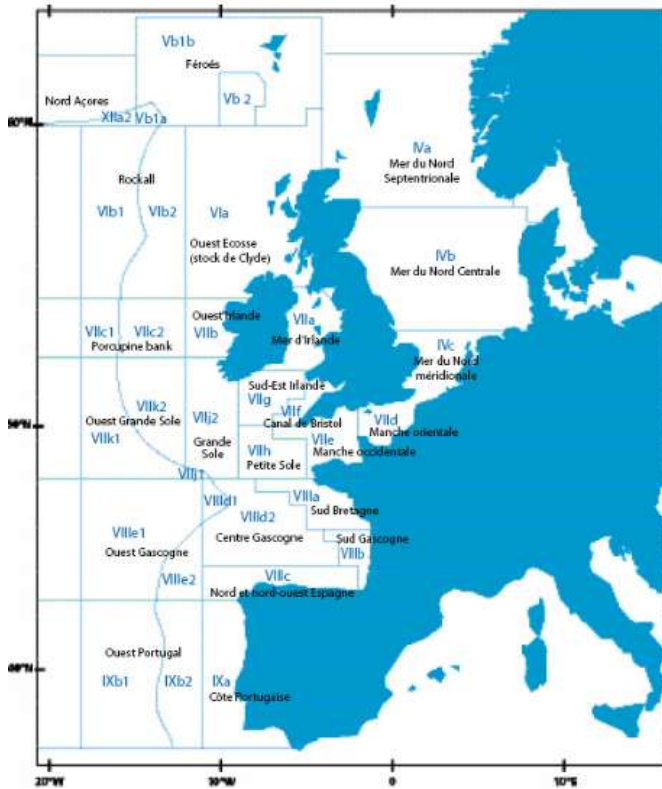 Vb1b
Féroés
Vb 2
Nord Açores
XIIa2 Vb1a
IVa
Mer du Nord
Septentrionale
Rockall
VIb1 VIb2 VIa
Ouest Ecosse
(stock de Clyde)
IVb
Mer du Nord Centrale
Ouest Irlande
VIIc1 VIIc2 VIIb VIIa
Porcupine bank
Mer d'Irlande
IVc
Mer du Nord
méridionale
Sud-Est Irlande
VIIg
VIIk2 VIIj2 VIIf VIId
Ouest Grande Sole
Canal de Bristol
Manche orientale
VIIk1
Grande
Sole
VIIh
Petite Sole
VIIe
Manche occidentale
VIIj1
VIIId1 VIIIa
Sud Bretagne
VIIId2
Centre Gascogne
VIIIe1
Ouest Gascogne
Sud Gascogne
VIIIb
VIIIe2 VIIIc
Nord et nord-ouest Espagne
Ouest Portugal
IXb1 IXb2 IXa
Côte Portugaise
20°W 10°W 0 10°E